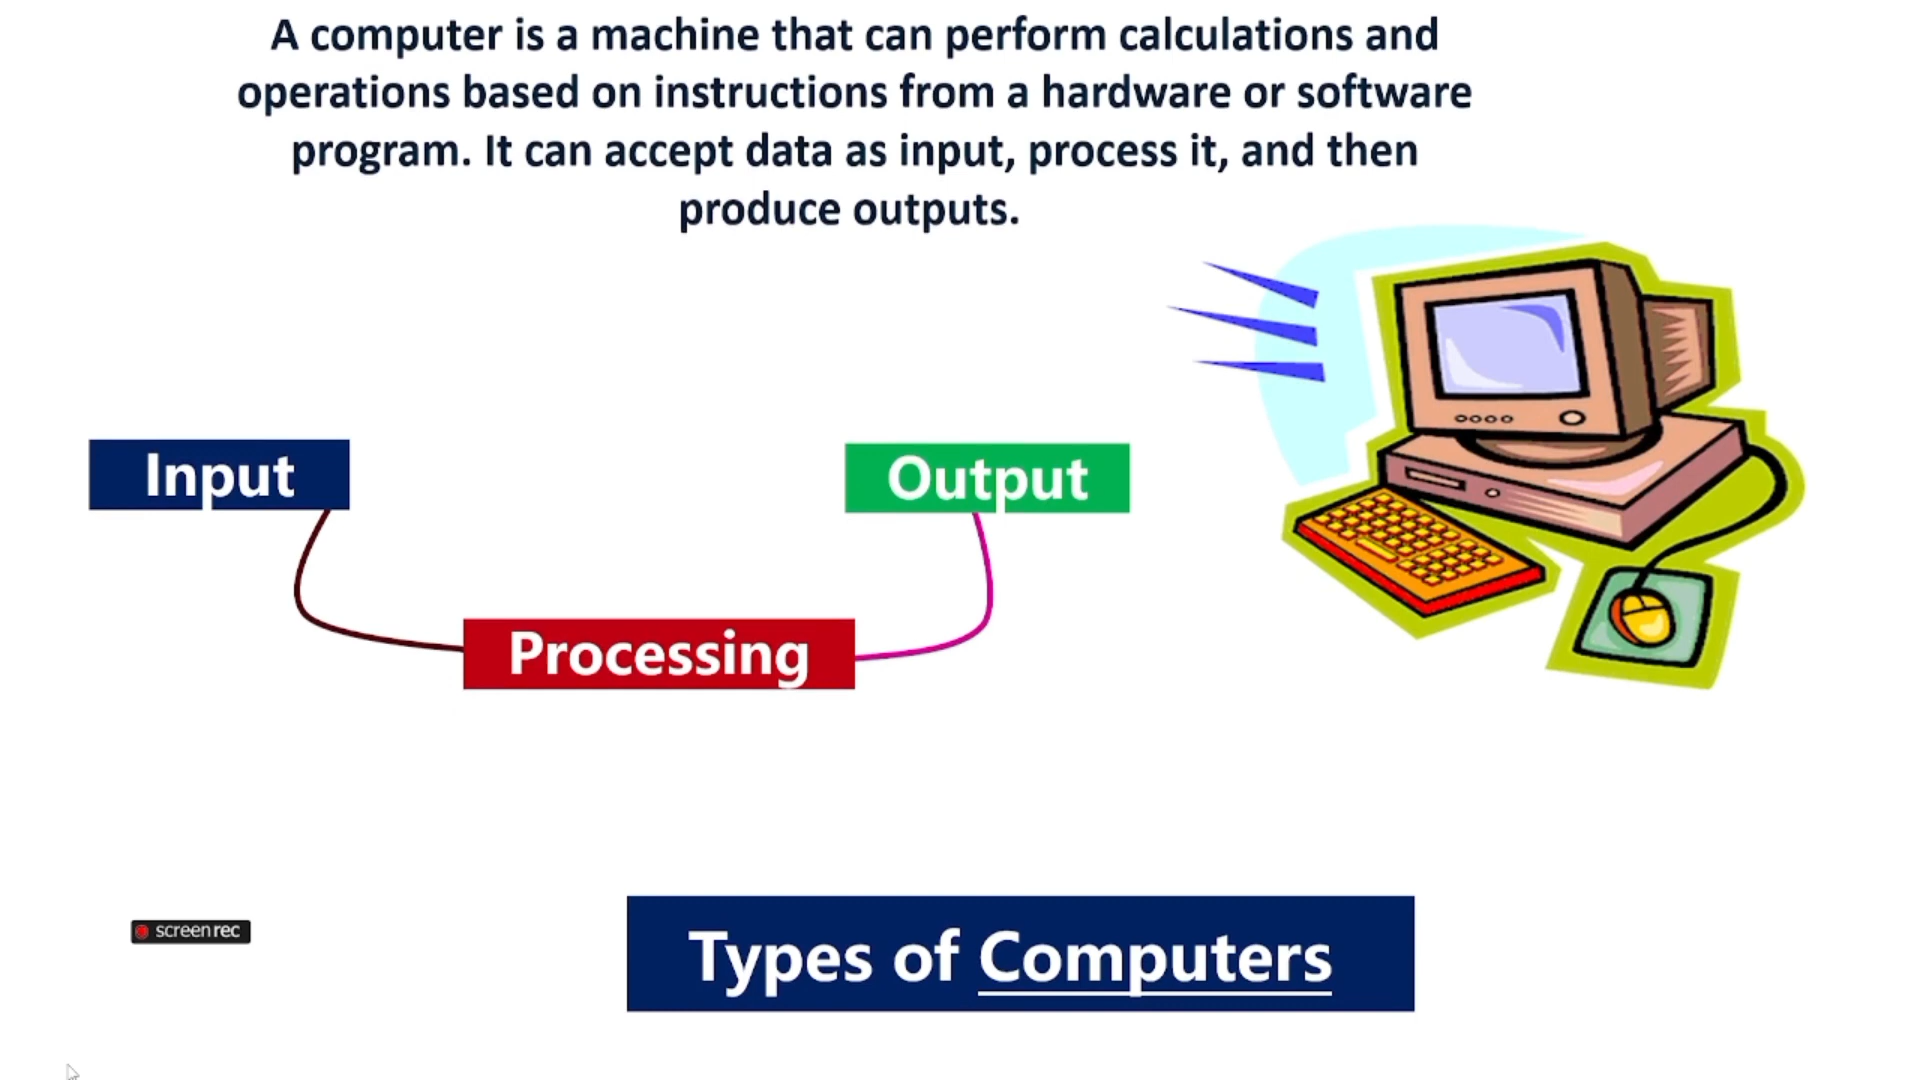 A computer is a machine that can perform calculations and
operations based on instructions from a hardware or software
program. It can accept data as input, process it, and then
produce outputs.
Input
Output
Processing
screenrec
Types of Computers